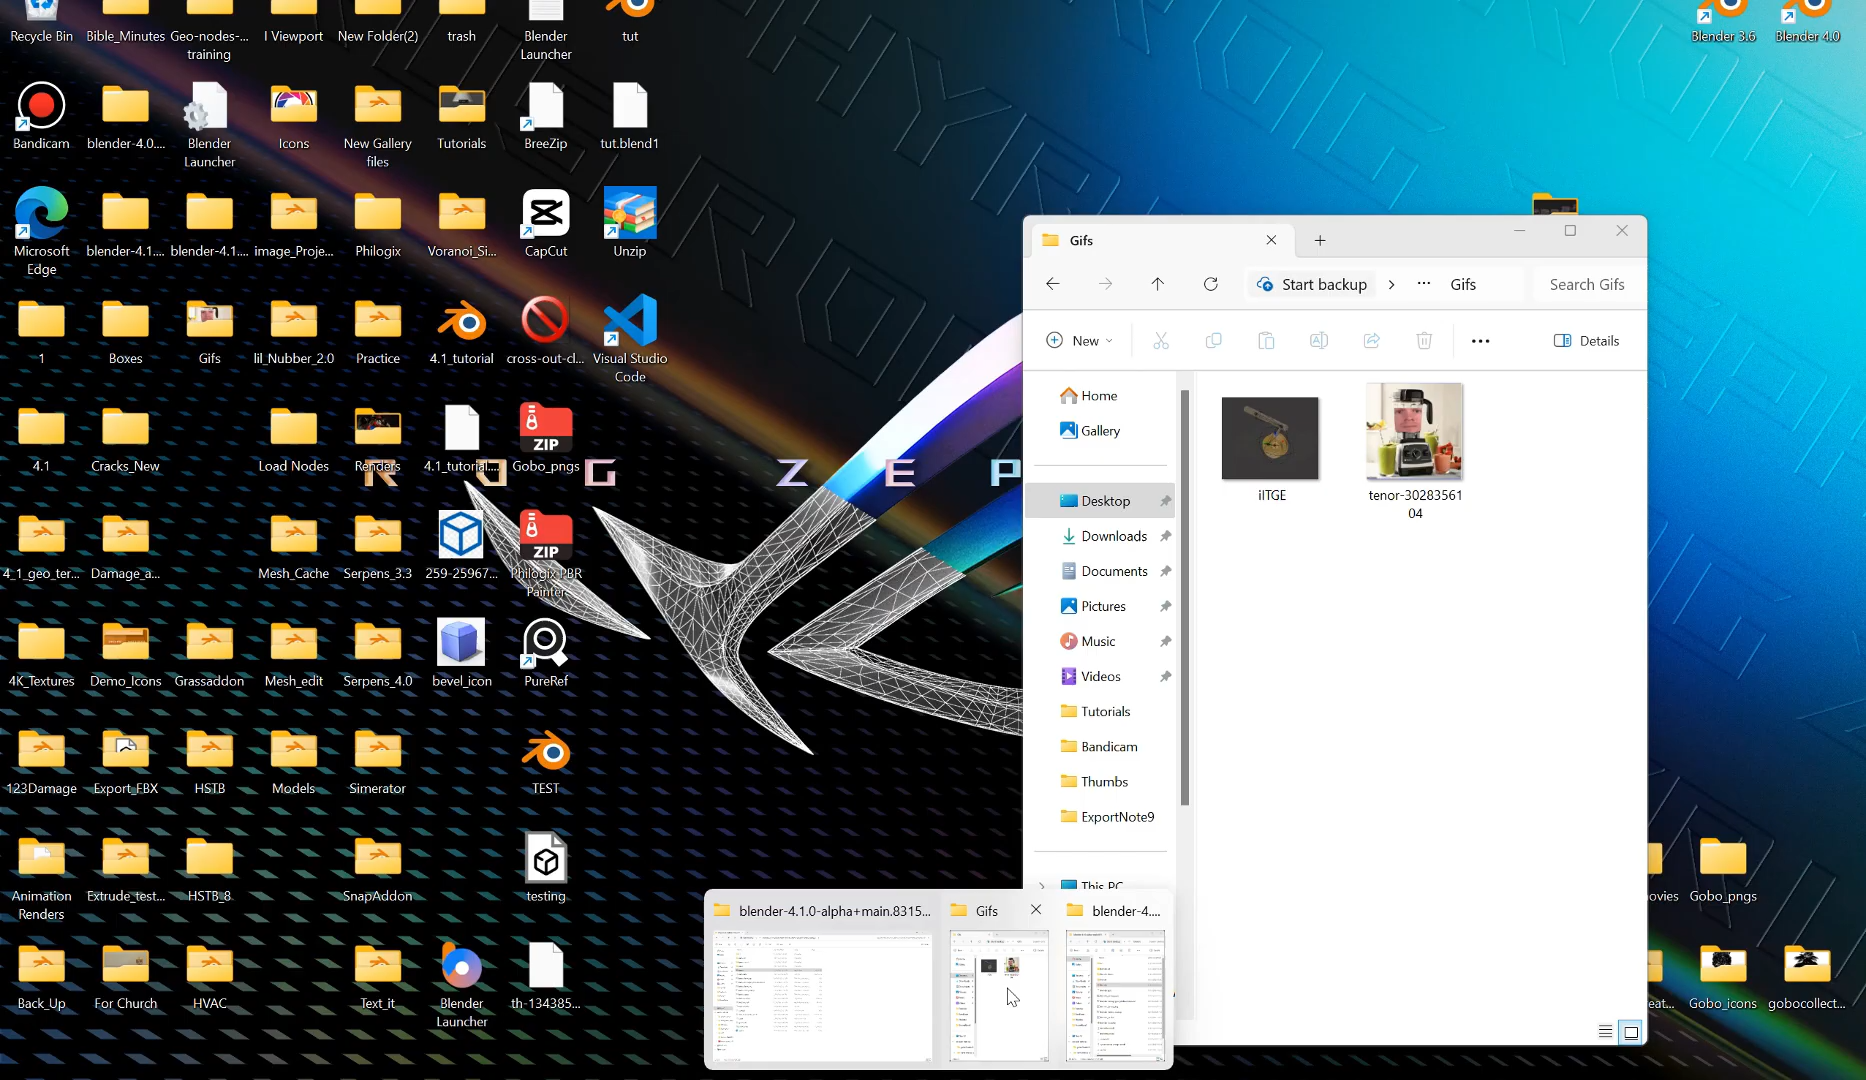 Recycle Bin
Bible_Minutes
Geo-nodes-...
training
I Viewport
New Folder(2)
trash
Blender
Launcher
tut
Blender 3.6
Blender 4.0
Bandicam
blender-4.0....
Blender
Launcher
Icons
New Gallery
files
Tutorials
BreeZip
tut.blend1
Microsoft
Edge
blender-4.1....
blender-4.1....
image_Proje...
Philogix
Voranoi_Si...
CapCut
Unzip
1
Boxes
Gifs
lil_Nubber_2.0
Practice
4.1_tutorial
cross-out-cl...
Visual Studio
Code
4.1
Cracks_New
Load Nodes
Renders
4.1_tutorial....
ZIP
Gobo_pngs
R O G Z E P
4_1_geo_ter...
Damage_a...
Mesh_Cache
Serpens_3.3
259-25967...
ZIP
Philogix PBR
Painter
4K_Textures
Demo_Icons
Grassaddon
Mesh_edit
Serpens_4.0
bevel_icon
PureRef
123Damage
Export_FBX
HSTB
Models
Simerator
TEST
Animation
Renders
Extrude_test...
HSTB_8
SnapAddon
testing
Back_Up
For Church
HVAC
Text_it
Blender
Launcher
th-134385...
Gifs
Start backup
Gifs
Search Gifs
New
Details
Home
Gallery
Desktop
Downloads
Documents
Pictures
Music
Videos
Tutorials
Bandicam
Thumbs
ExportNote9
This PC
iITGE
tenor-30283561
04
blender-4.1.0-alpha+main.8315...
Gifs
blender-4....
ovies
Gobo_pngs
eat...
Gobo_icons
gobocollect...